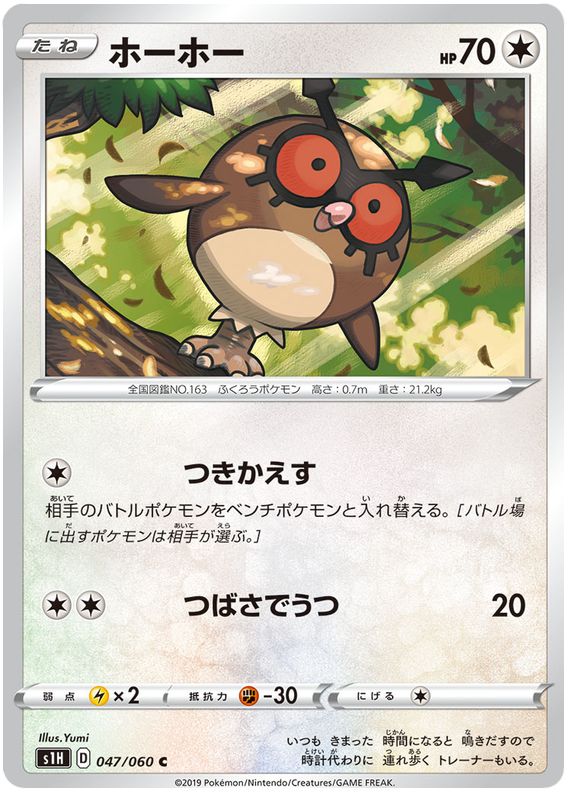 たね ホーホー HP70
全国図鑑NO.163 ふくろうポケモン 高さ:0.7m 重さ:21.2kg
つきかえす
相手のバトルポケモンをベンチポケモンと入れ替える。[バトル場
に出すポケモンは相手が選ぶ。]
つばさでうつ 20
弱点 ×2 抵抗力 -30 にげる
Illus.Yumi
いつも きまった 時間になると 鳴きだすので
s1H D 047/060 C
時計代わりに 連れ歩く トレーナーもいる。
©2019 Pokémon/Nintendo/Creatures/GAME FREAK.